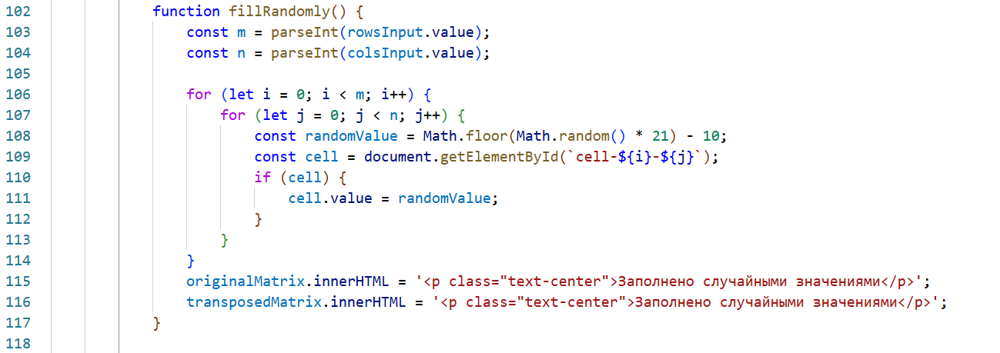 102 function fillRandomly() {
103 const m = parseInt(rowsInput.value);
104 const n = parseInt(colsInput.value);
105
106 for (let i = 0; i < m; i++) {
107 for (let j = 0; j < n; j++) {
108 const randomValue = Math.floor(Math.random() * 21) - 10;
109 const cell = document.getElementById(`cell-${i}-${j}`);
110 if (cell) {
111 cell.value = randomValue;
112 }
113 }
114 }
115 originalMatrix.innerHTML = '<p class="text-center">Заполнено случайными значениями</p>';
116 transposedMatrix.innerHTML = '<p class="text-center">Заполнено случайными значениями</p>';
117 }
118